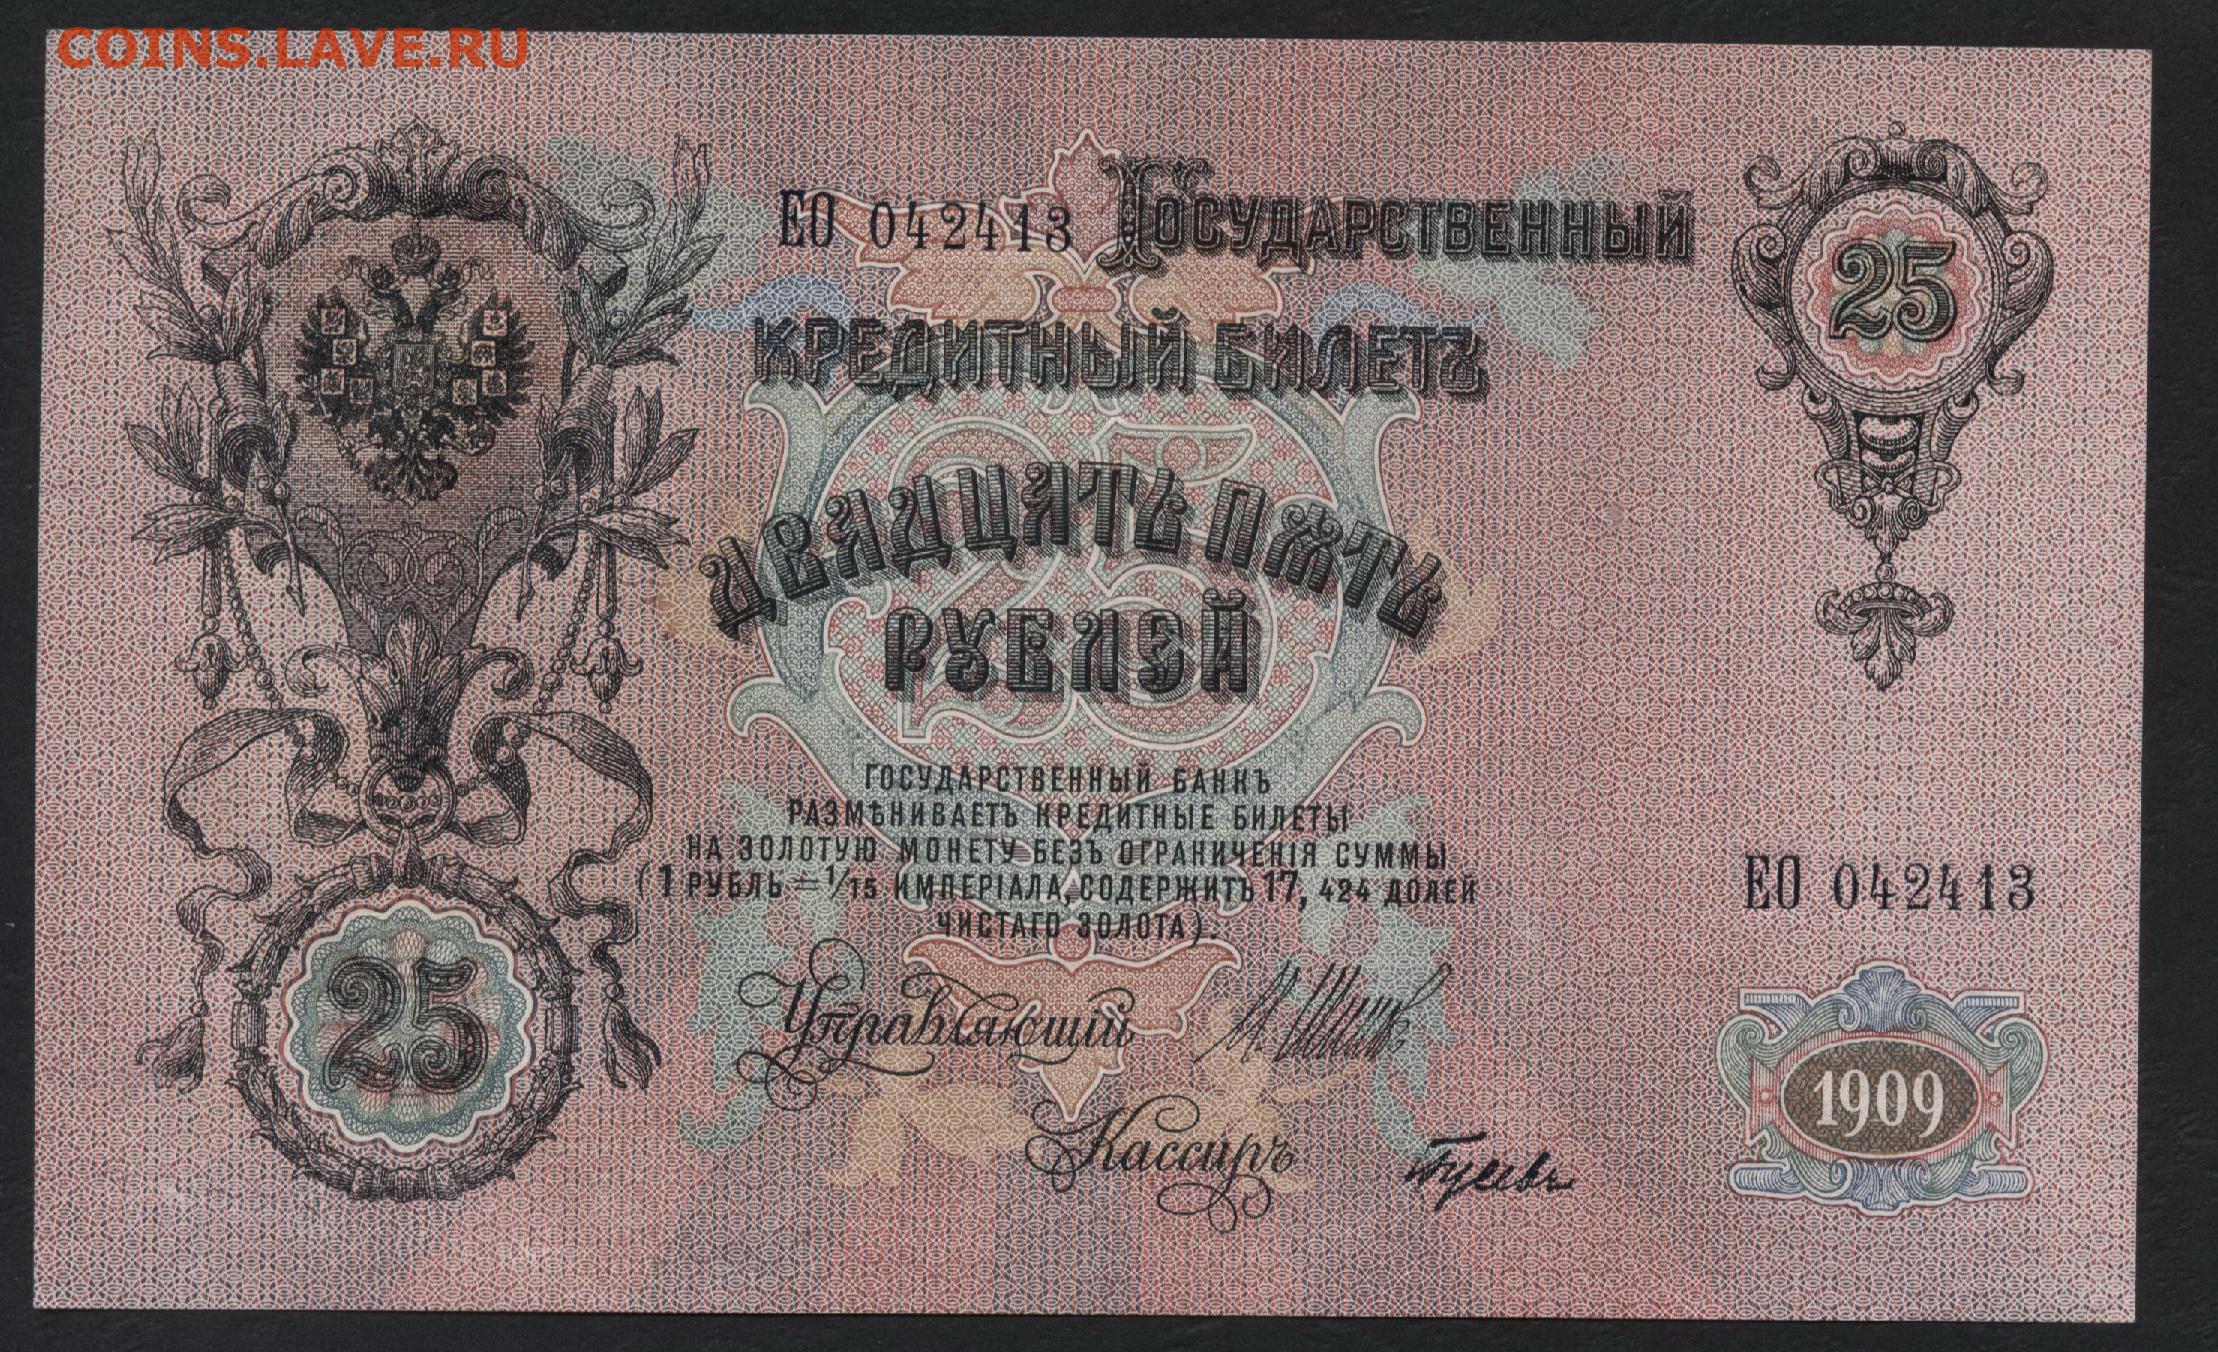 COINS.LAVE.RU
ЕО 042413 ГОСУДАРСТВЕННЫЙ
25
КРЕДИТНЫЙ БИЛЕТЪ
ДВАДЦАТЬ ПЯТЬ
РУБЛЕЙ
ГОСУДАРСТВЕННЫЙ БАНКЪ
РАЗМѢНИВАЕТЪ КРЕДИТНЫЕ БИЛЕТЫ
НА ЗОЛОТУЮ МОНЕТУ БЕЗЪ ОГРАНИЧЕНІЯ СУММЫ
(1 РУБЛЬ = 1/15 ИМПЕРІАЛА, СОДЕРЖИТЪ 17, 424 ДОЛЕЙ
ЧИСТАГО ЗОЛОТА).
ЕО 042413
25
Управляющій
Кассиръ
1909
25